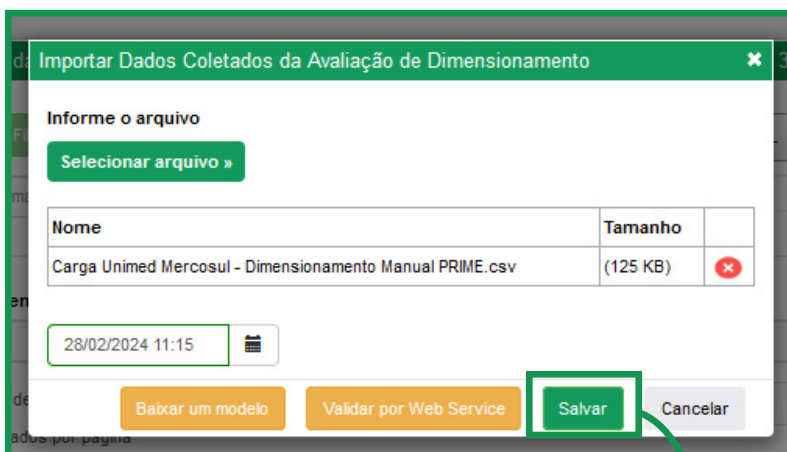 Importar Dados Coletados da Avaliação de Dimensionamento
Informe o arquivo
Selecionar arquivo »
Nome Tamanho
Carga Unimed Mercosul - Dimensionamento Manual PRIME.csv (125 KB)
28/02/2024 11:15
Baixar um modelo Validar por Web Service Salvar Cancelar
por página